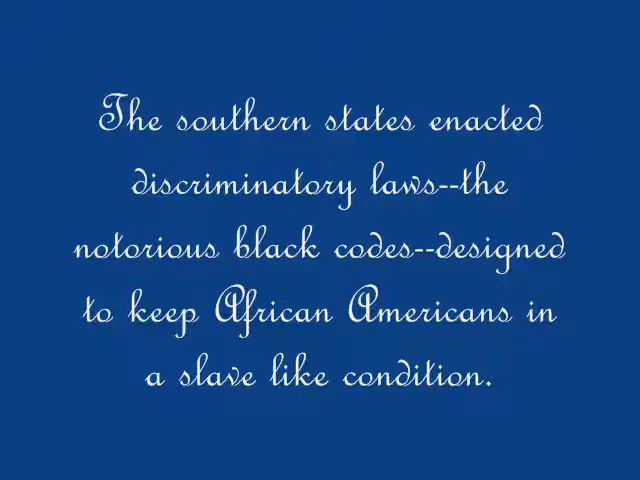 The southern states enacted
discriminatory laws--the
notorious black codes--designed
to keep African Americans in
a slave like condition.